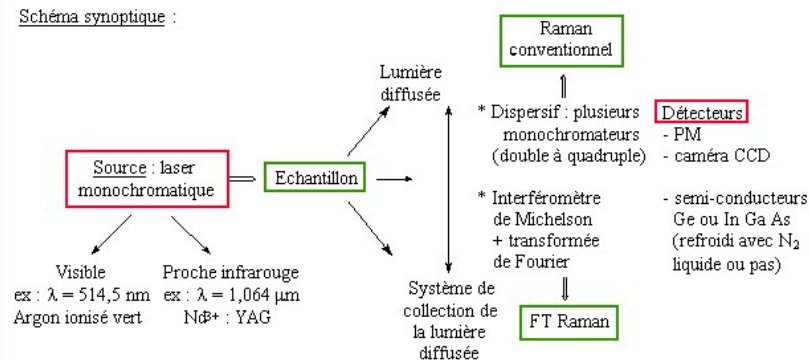 Schéma synoptique :
Raman
conventionnel
Lumière
diffusée
* Dispersif : plusieurs
monochromateurs
(double à quadruple)
Détecteurs
- PM
- caméra CCD
Source : laser
monochromatique
Echantillon
* Interféromètre
de Michelson
+ transformée
de Fourier
- semi-conducteurs
Ge ou In Ga As
(refroidi avec N2
liquide ou pas)
Visible
ex : λ = 514,5 nm
Argon ionisé vert
Proche infrarouge
ex : λ = 1,064 µm
Nd3+ : YAG
Système de
collection de
la lumière
diffusée
FT Raman